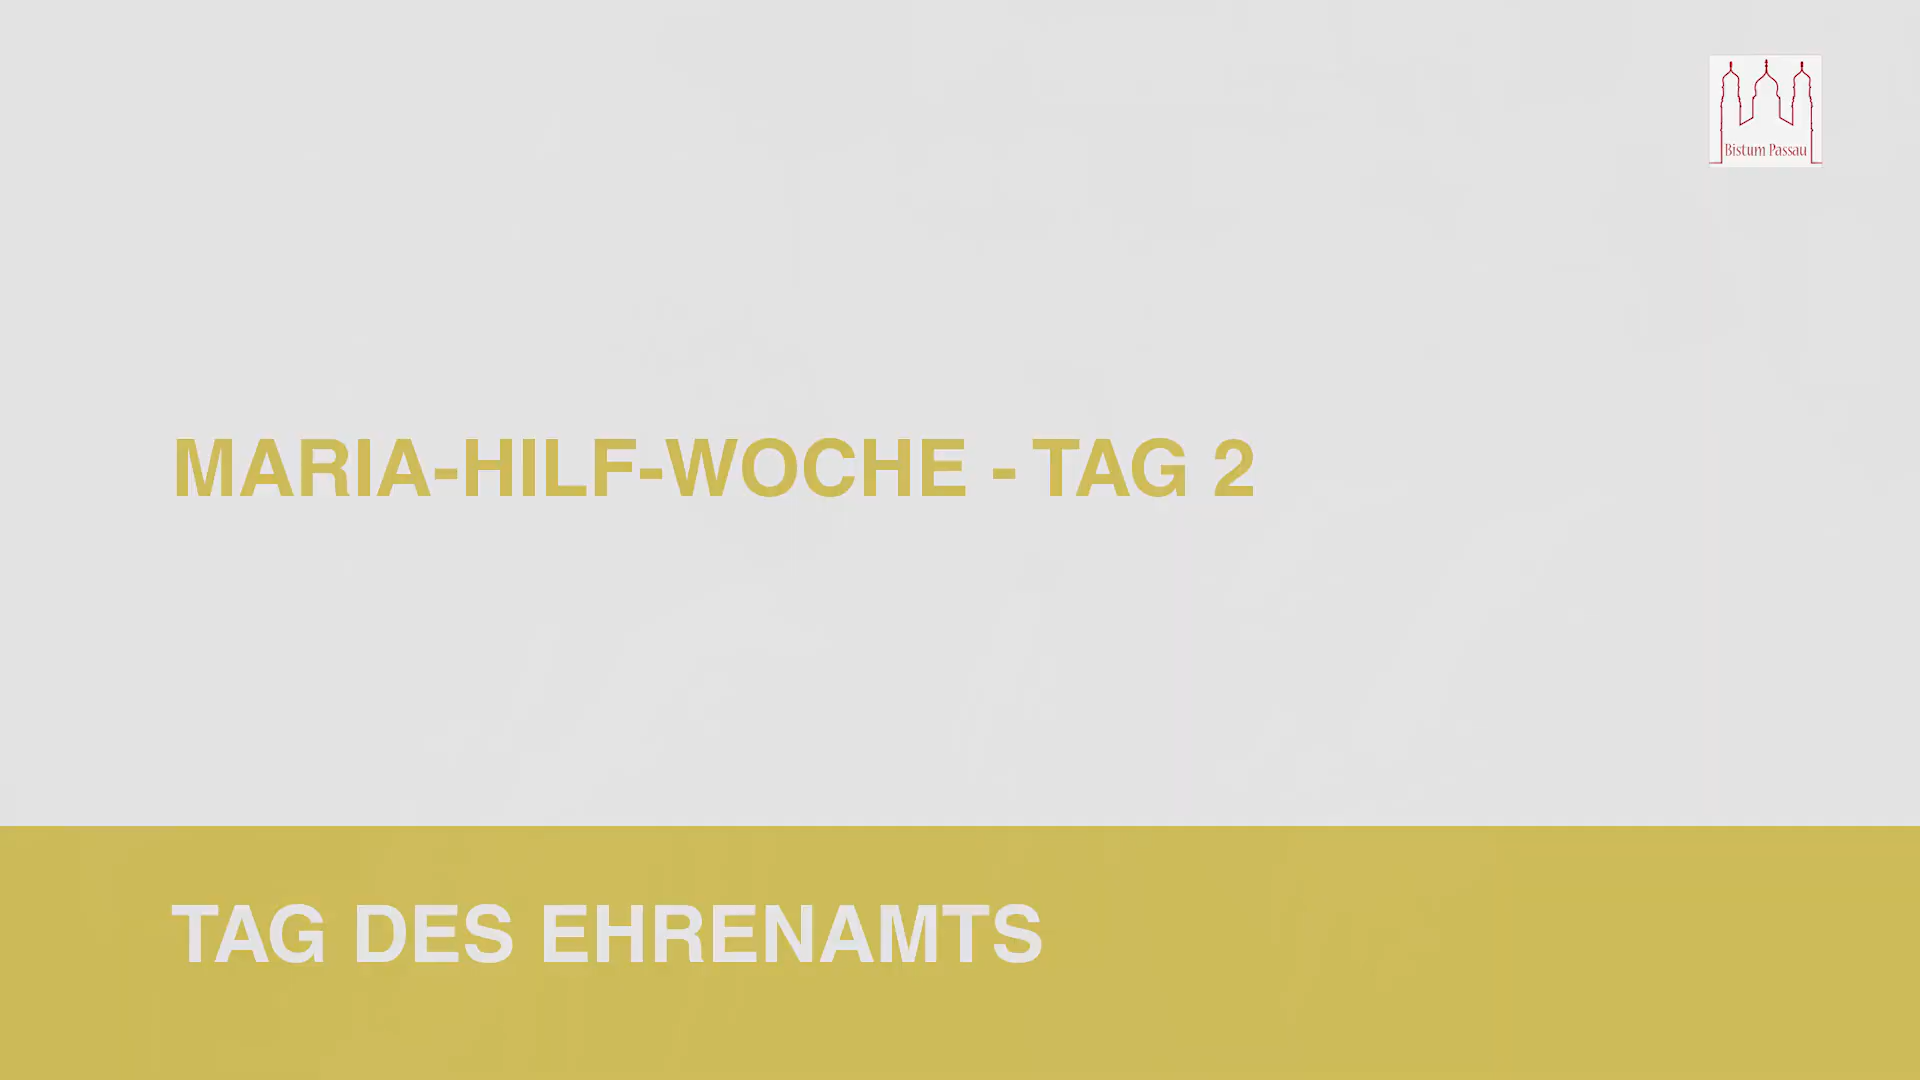 Bistum Passau
MARIA-HILF-WOCHE - TAG 2
TAG DES EHRENAMTS